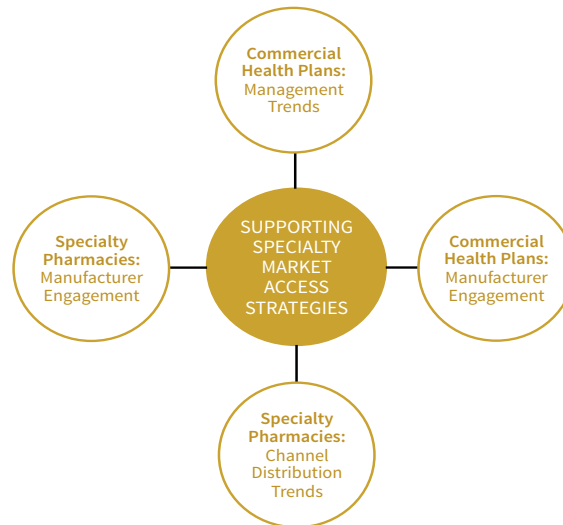 Commercial
Health Plans:
Management
Trends
SUPPORTING
SPECIALTY
MARKET
ACCESS
STRATEGIES
Specialty
Pharmacies:
Manufacturer
Engagement
Commercial
Health Plans:
Manufacturer
Engagement
Specialty
Pharmacies:
Channel
Distribution
Trends